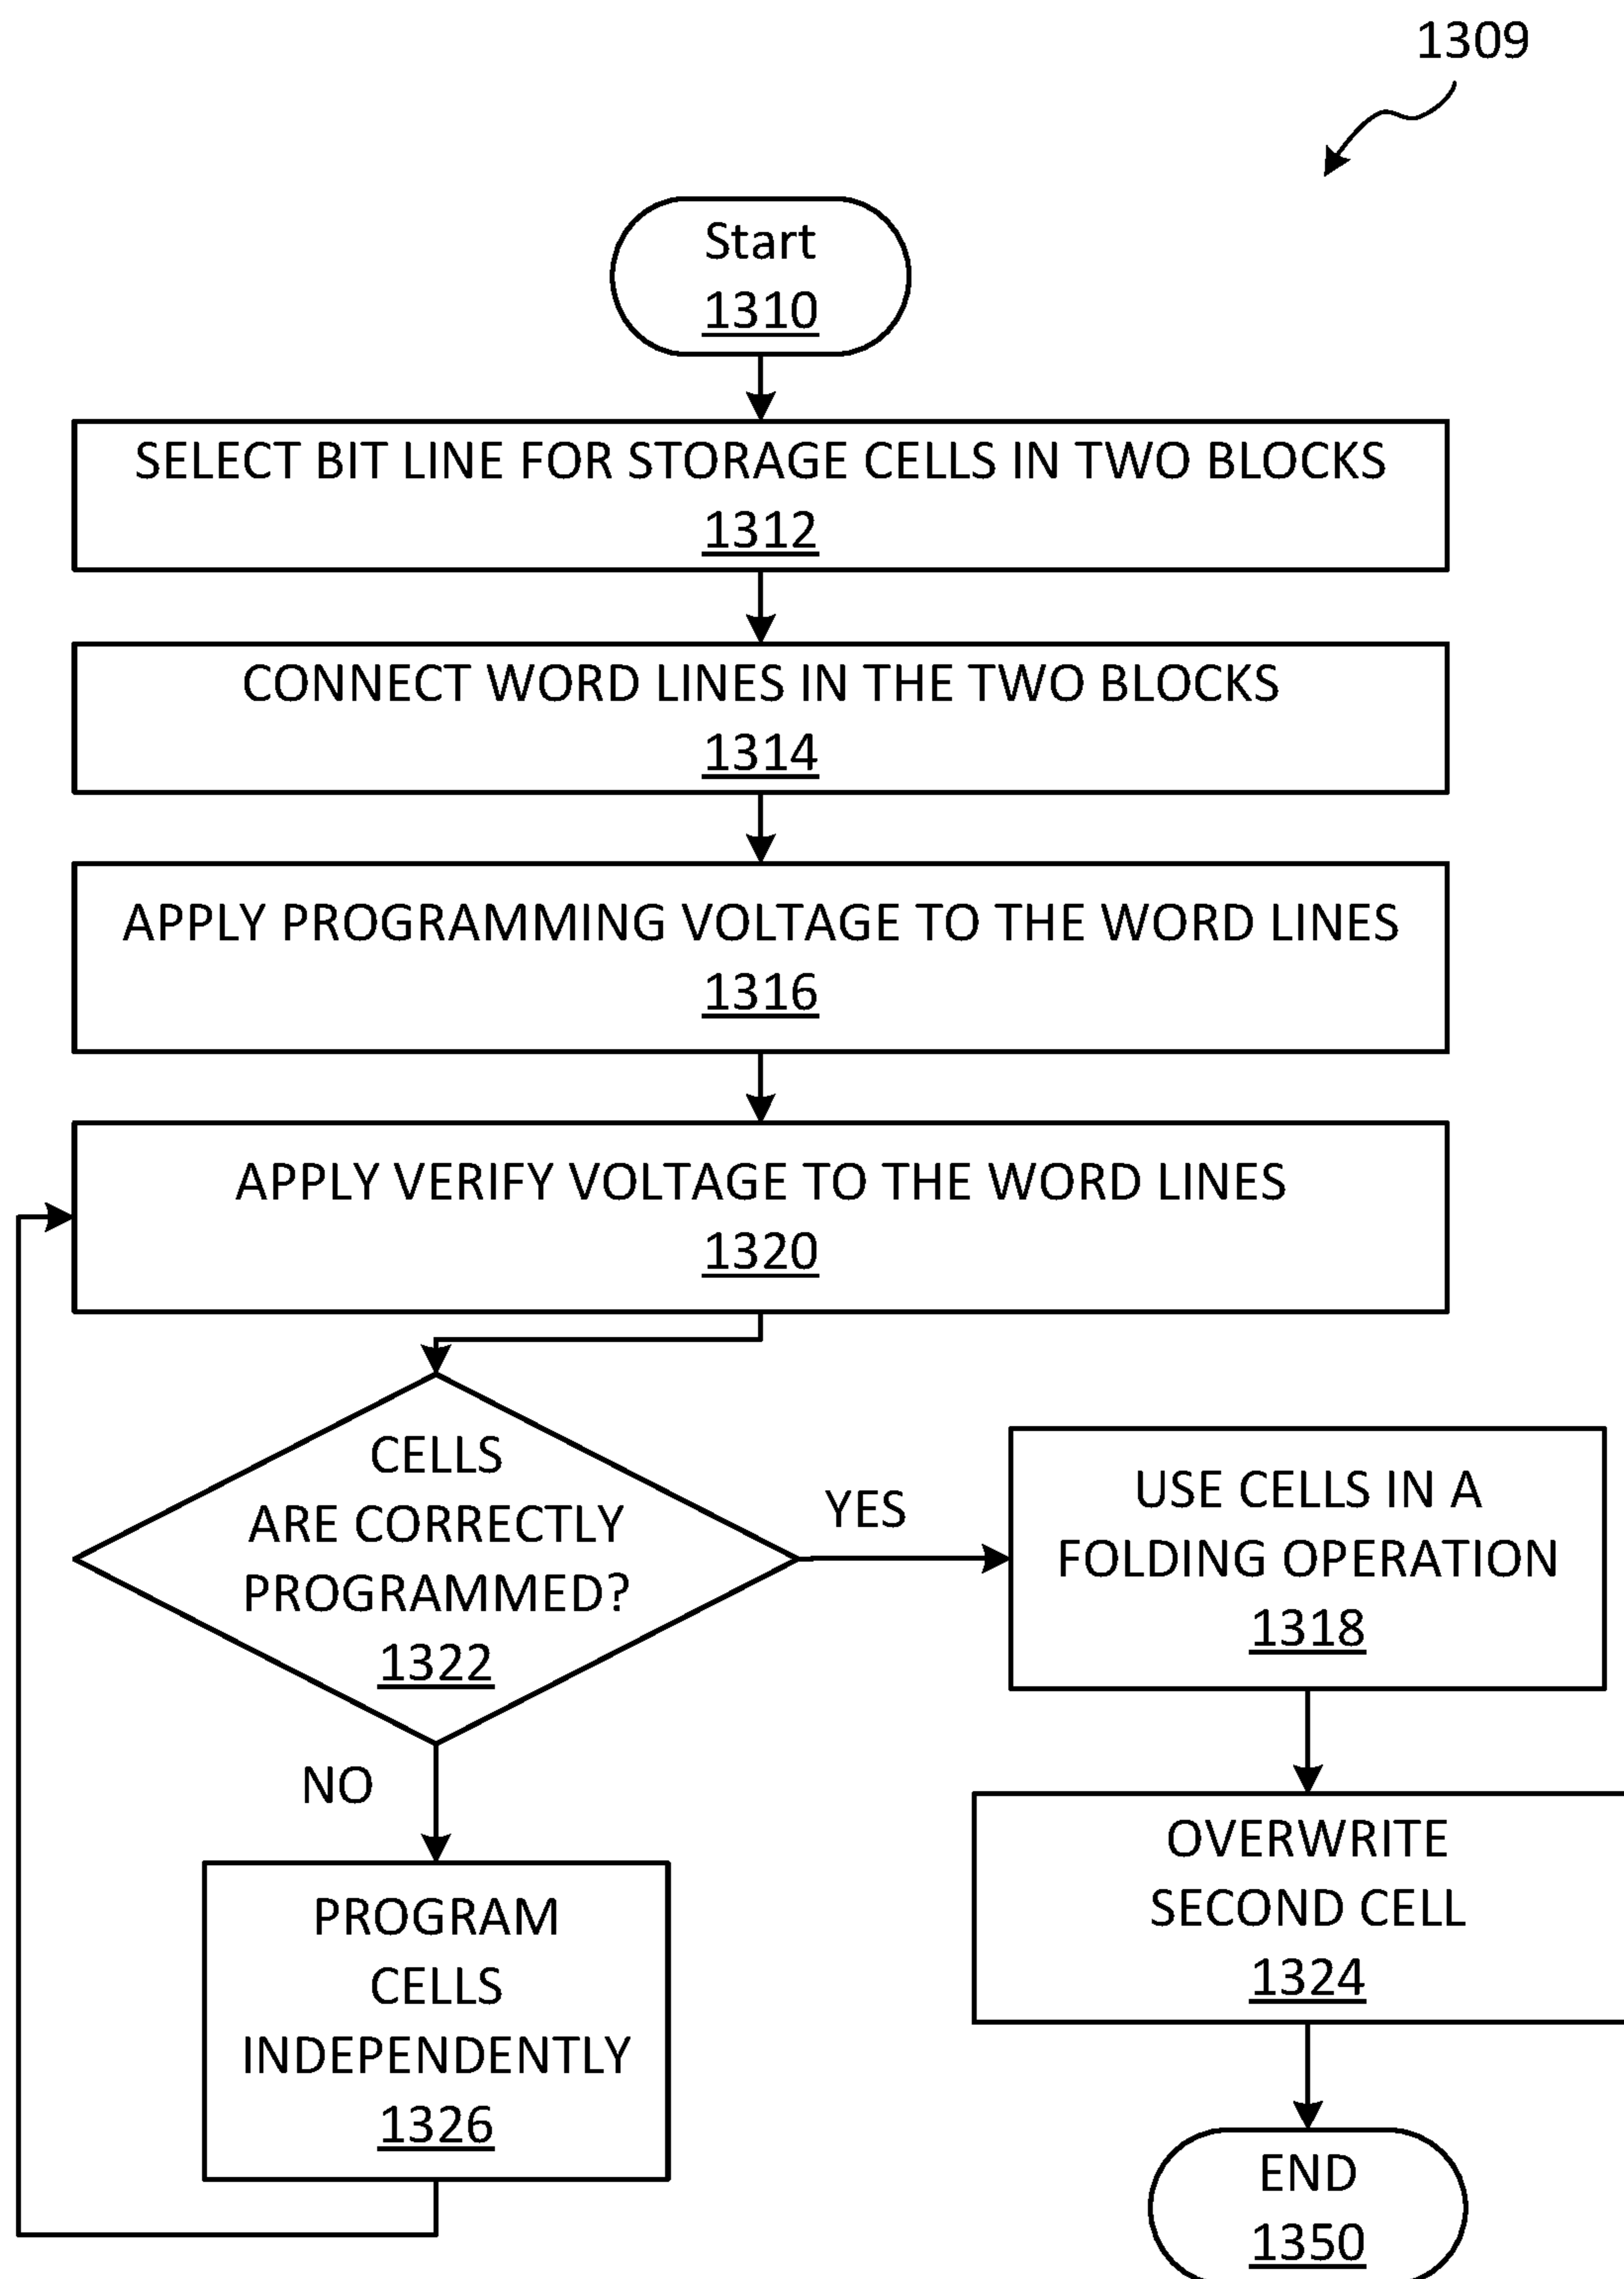 1309
Start
1310
SELECT BIT LINE FOR STORAGE CELLS IN TWO BLOCKS
1312
CONNECT WORD LINES IN THE TWO BLOCKS
1314
APPLY PROGRAMMING VOLTAGE TO THE WORD LINES
1316
APPLY VERIFY VOLTAGE TO THE WORD LINES
1320
CELLS
ARE CORRECTLY
PROGRAMMED?
1322
YES
USE CELLS IN A
FOLDING OPERATION
1318
NO
OVERWRITE
SECOND CELL
1324
PROGRAM
CELLS
INDEPENDENTLY
1326
END
1350